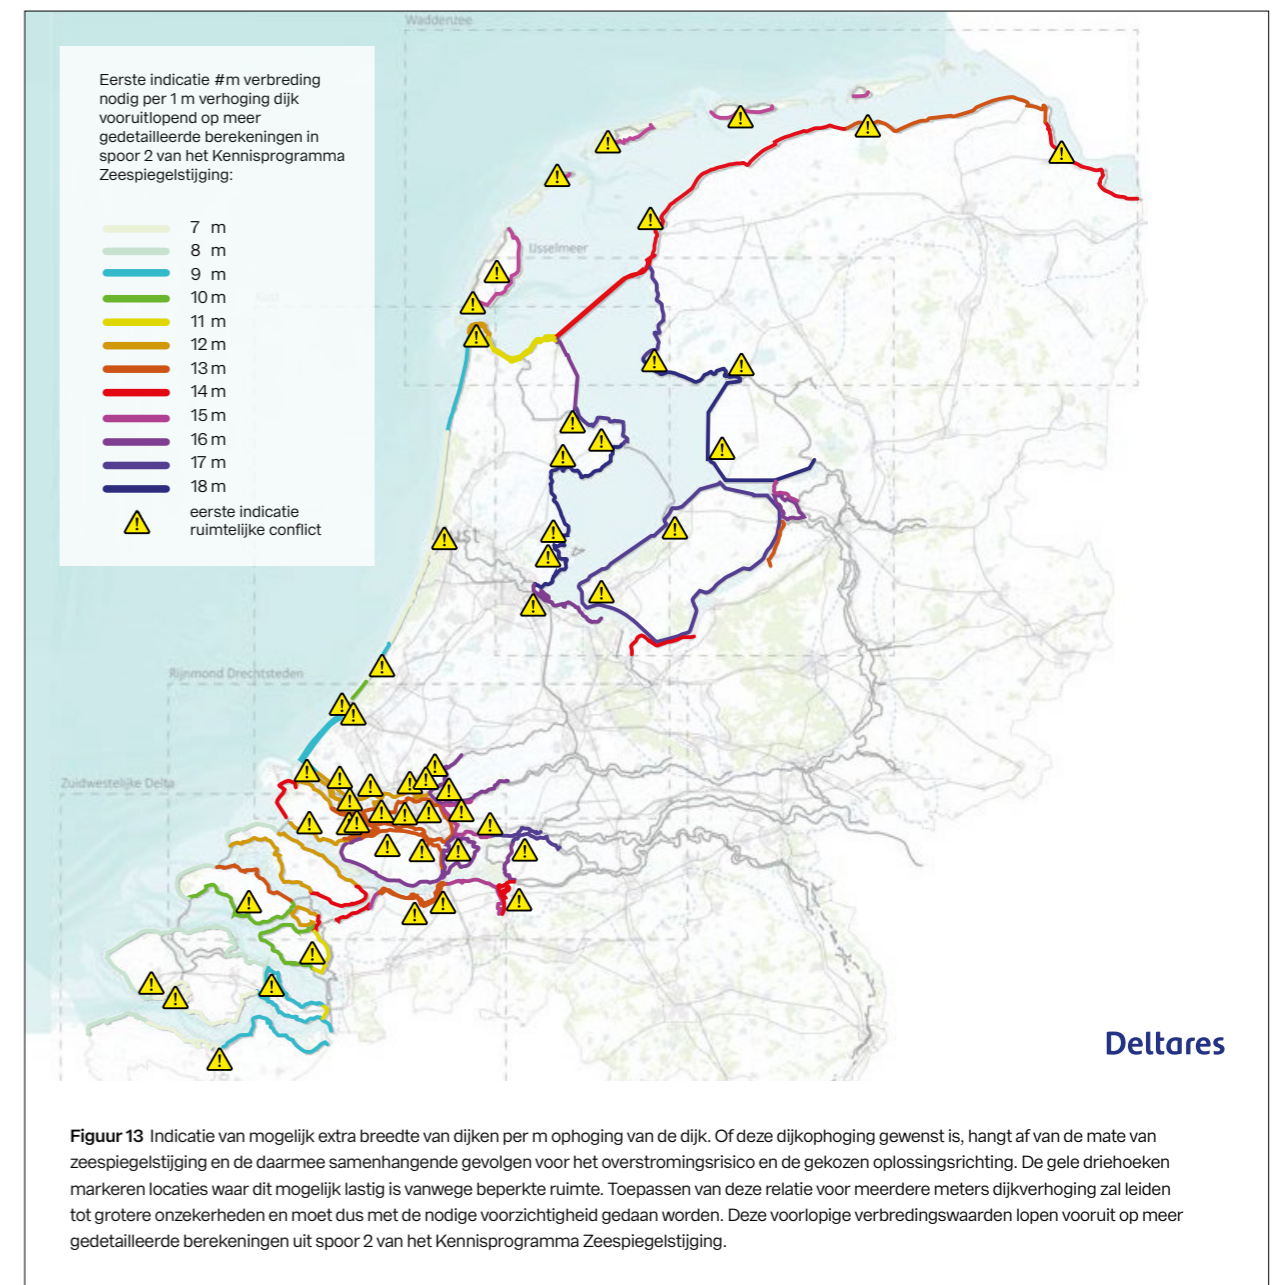 Waddenzee
Eerste indicatie #m verbreding
nodig per 1 m verhoging dijk
vooruitlopend op meer
gedetailleerde berekeningen in
spoor 2 van het Kennisprogramma
Zeespiegelstijging:
7 m
8 m
9 m
10 m
11 m
12 m
13 m
14 m
15 m
16 m
17 m
18 m
eerste indicatie
ruimtelijke conflict
IJsselmeer
Rijnmond Drechtsteden
Zuidwestelijke Delta
Deltares
Figuur 13 Indicatie van mogelijk extra breedte van dijken per m ophoging van de dijk. Of deze dijkophoging gewenst is, hangt af van de mate van
zeespiegelstijging en de daarmee samenhangende gevolgen voor het overstromingsrisico en de gekozen oplossingsrichting. De gele driehoeken
markeren locaties waar dit mogelijk lastig is vanwege beperkte ruimte. Toepassen van deze relatie voor meerdere meters dijkverhoging zal leiden
tot grotere onzekerheden en moet dus met de nodige voorzichtigheid gedaan worden. Deze voorlopige verbredingswaarden lopen vooruit op meer
gedetailleerde berekeningen uit spoor 2 van het Kennisprogramma Zeespiegelstijging.